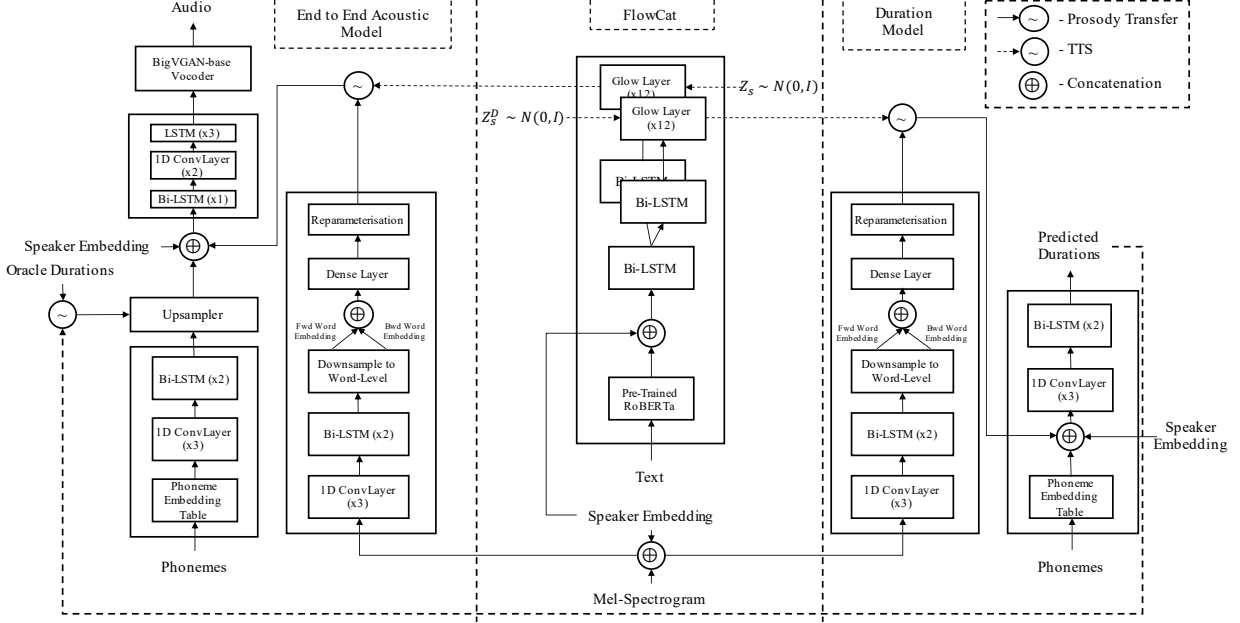 Audio
BigVGAN-base
Vocoder
LSTM (x3)
1D ConvLayer
(x2)
Bi-LSTM (x1)
Speaker Embedding
Oracle Durations
~
Upsampler
Bi-LSTM (x2)
1D ConvLayer
(x3)
Phoneme
Embedding
Table
Phonemes
End to End Acoustic
Model
~
Reparameterisation
Dense Layer
Fwd Word
Embedding
Bwd Word
Embedding
Downsample to
Word-Level
Bi-LSTM (x2)
1D ConvLayer
(x3)
FlowCat
Glow Layer
(x12)
Z_s ~ N(0, I)
Z_s^D ~ N(0, I)
Glow Layer
(x12)
Bi-LSTM
Bi-LSTM
Bi-LSTM
Pre-Trained
RoBERTa
Text
Speaker Embedding
Mel-Spectrogram
Duration
Model
~
Reparameterisation
Dense Layer
Fwd Word
Embedding
Bwd Word
Embedding
Downsample to
Word-Level
Bi-LSTM (x2)
1D ConvLayer
(x3)
~ - Prosody Transfer
~ - TTS
⊕ - Concatenation
Predicted
Durations
Bi-LSTM (x2)
1D ConvLayer
(x3)
Speaker
Embedding
Phoneme
Embedding
Table
Phonemes